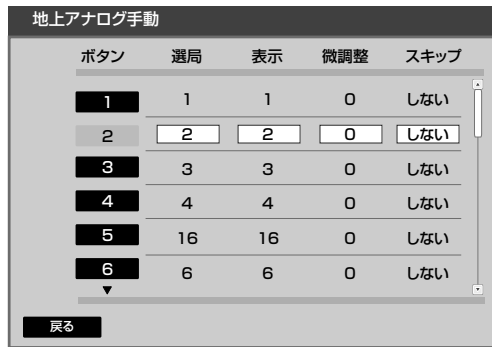 地上アナログ手動
ボタン 選局 表示 微調整 スキップ
1 1 1 0 しない
2 2 2 0 しない
3 3 3 0 しない
4 4 4 0 しない
5 16 16 0 しない
6 6 6 0 しない
戻る